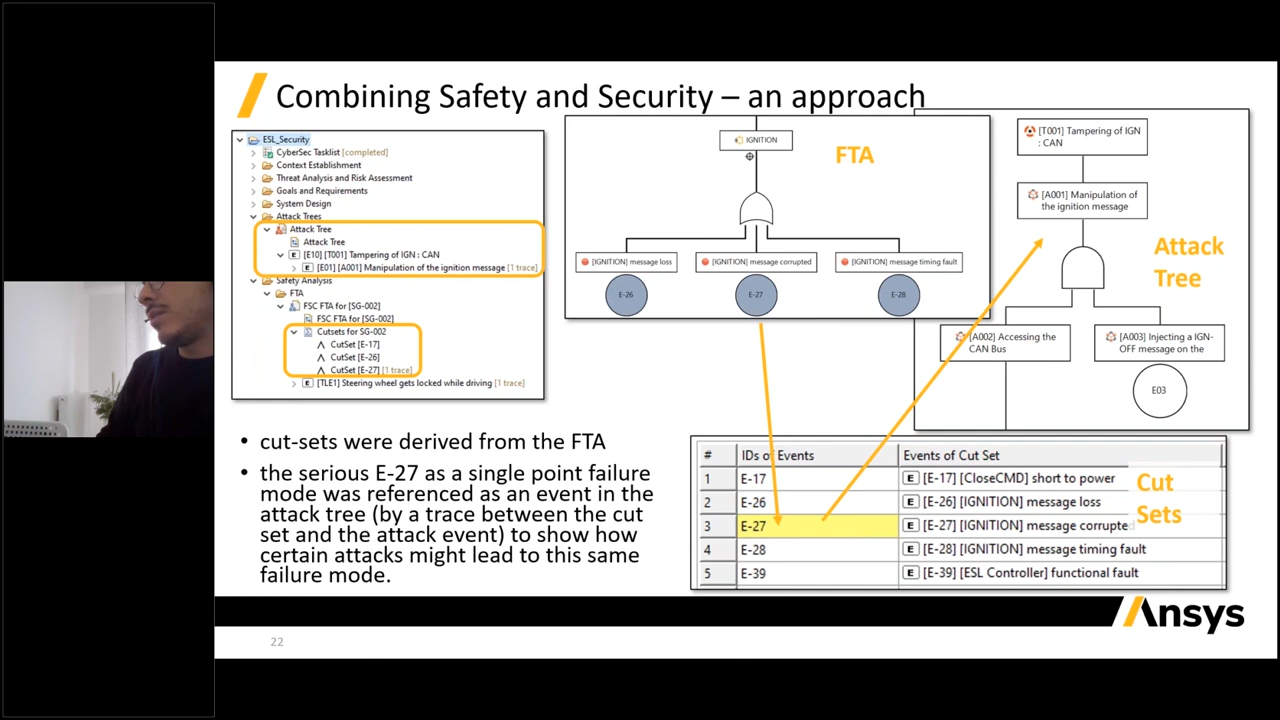 Combining Safety and Security – an approach
ESL_Security
CyberSec Tasklist [completed]
Context Establishment
Threat Analysis and Risk Assessment
Goals and Requirements
System Design
Attack Trees
Attack Tree
Attack Tree
[E10] [T001] Tampering of IGN : CAN
[E01] [A001] Manipulation of the ignition message [1 trace]
Safety Analysis
FTA
FSC FTA for [SG-002]
FSC FTA for [SG-002]
Cutsets for SG-002
CutSet [E-17]
CutSet [E-26]
CutSet [E-27] [1 trace]
[TLE1] Steering wheel gets locked while driving [1 trace]
IGNITION
FTA
[IGNITION] message loss
[IGNITION] message corrupted
[IGNITION] message timing fault
E-26
E-27
E-28
[T001] Tampering of IGN
: CAN
[A001] Manipulation of
the ignition message
Attack
Tree
[A002] Accessing the
CAN Bus
[A003] Injecting a IGN-
OFF message on the
E03
• cut-sets were derived from the FTA
• the serious E-27 as a single point failure
mode was referenced as an event in the
attack tree (by a trace between the cut
set and the attack event) to show how
certain attacks might lead to this same
failure mode.
# IDs of Events Events of Cut Set
1 E-17 E [E-17] [CloseCMD] short to power
2 E-26 E [E-26] [IGNITION] message loss
3 E-27 E [E-27] [IGNITION] message corrupted
4 E-28 E [E-28] [IGNITION] message timing fault
5 E-39 E [E-39] [ESL Controller] functional fault
Cut
Sets
Ansys
22